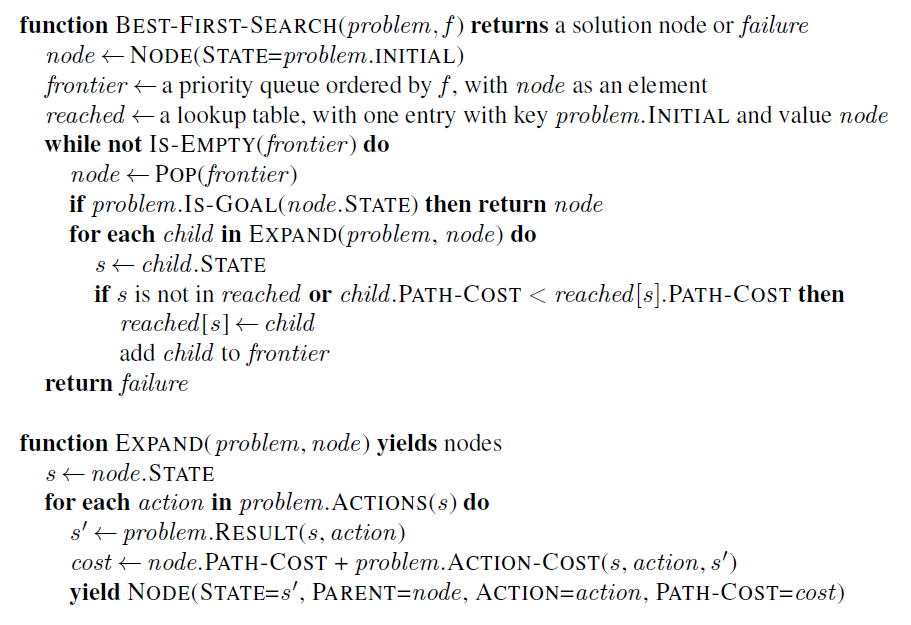 function BEST-FIRST-SEARCH(problem, f) returns a solution node or failure
node ← NODE(STATE=problem.INITIAL)
frontier ← a priority queue ordered by f, with node as an element
reached ← a lookup table, with one entry with key problem.INITIAL and value node
while not IS-EMPTY(frontier) do
node ← POP(frontier)
if problem.IS-GOAL(node.STATE) then return node
for each child in EXPAND(problem, node) do
s ← child.STATE
if s is not in reached or child.PATH-COST < reached[s].PATH-COST then
reached[s] ← child
add child to frontier
return failure
function EXPAND(problem, node) yields nodes
s ← node.STATE
for each action in problem.ACTIONS(s) do
s′ ← problem.RESULT(s, action)
cost ← node.PATH-COST + problem.ACTION-COST(s, action, s′)
yield NODE(STATE=s′, PARENT=node, ACTION=action, PATH-COST=cost)